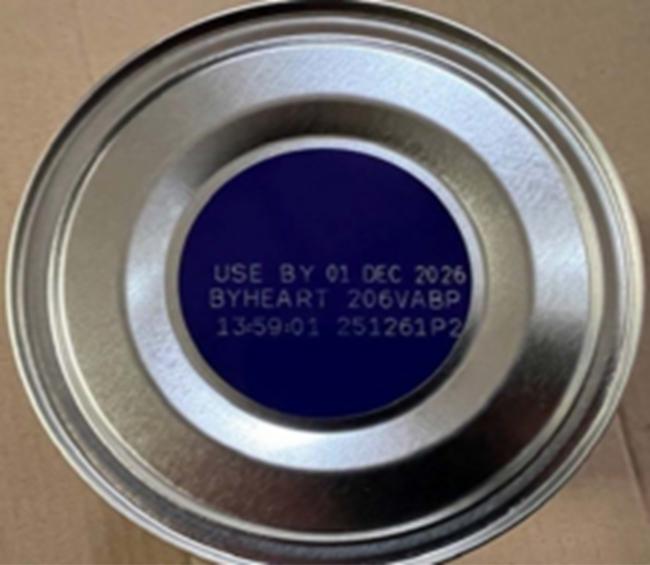 USE BY 01 DEC 2026
BYHEART 206VABP
13:59:01 251261P2